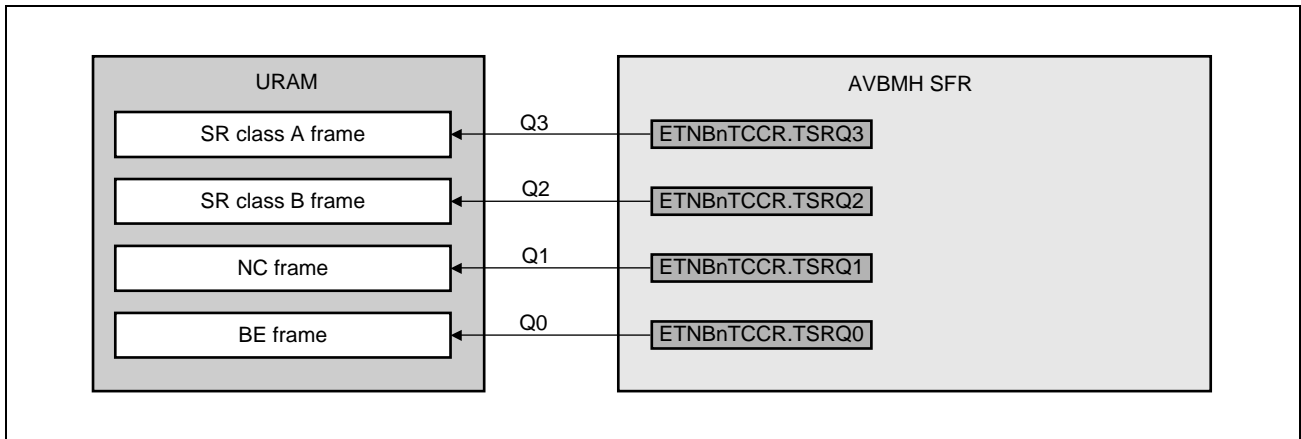 URAM
AVBMH SFR
SR class A frame
Q3
ETNBnTCCR.TSRQ3
SR class B frame
Q2
ETNBnTCCR.TSRQ2
NC frame
Q1
ETNBnTCCR.TSRQ1
BE frame
Q0
ETNBnTCCR.TSRQ0